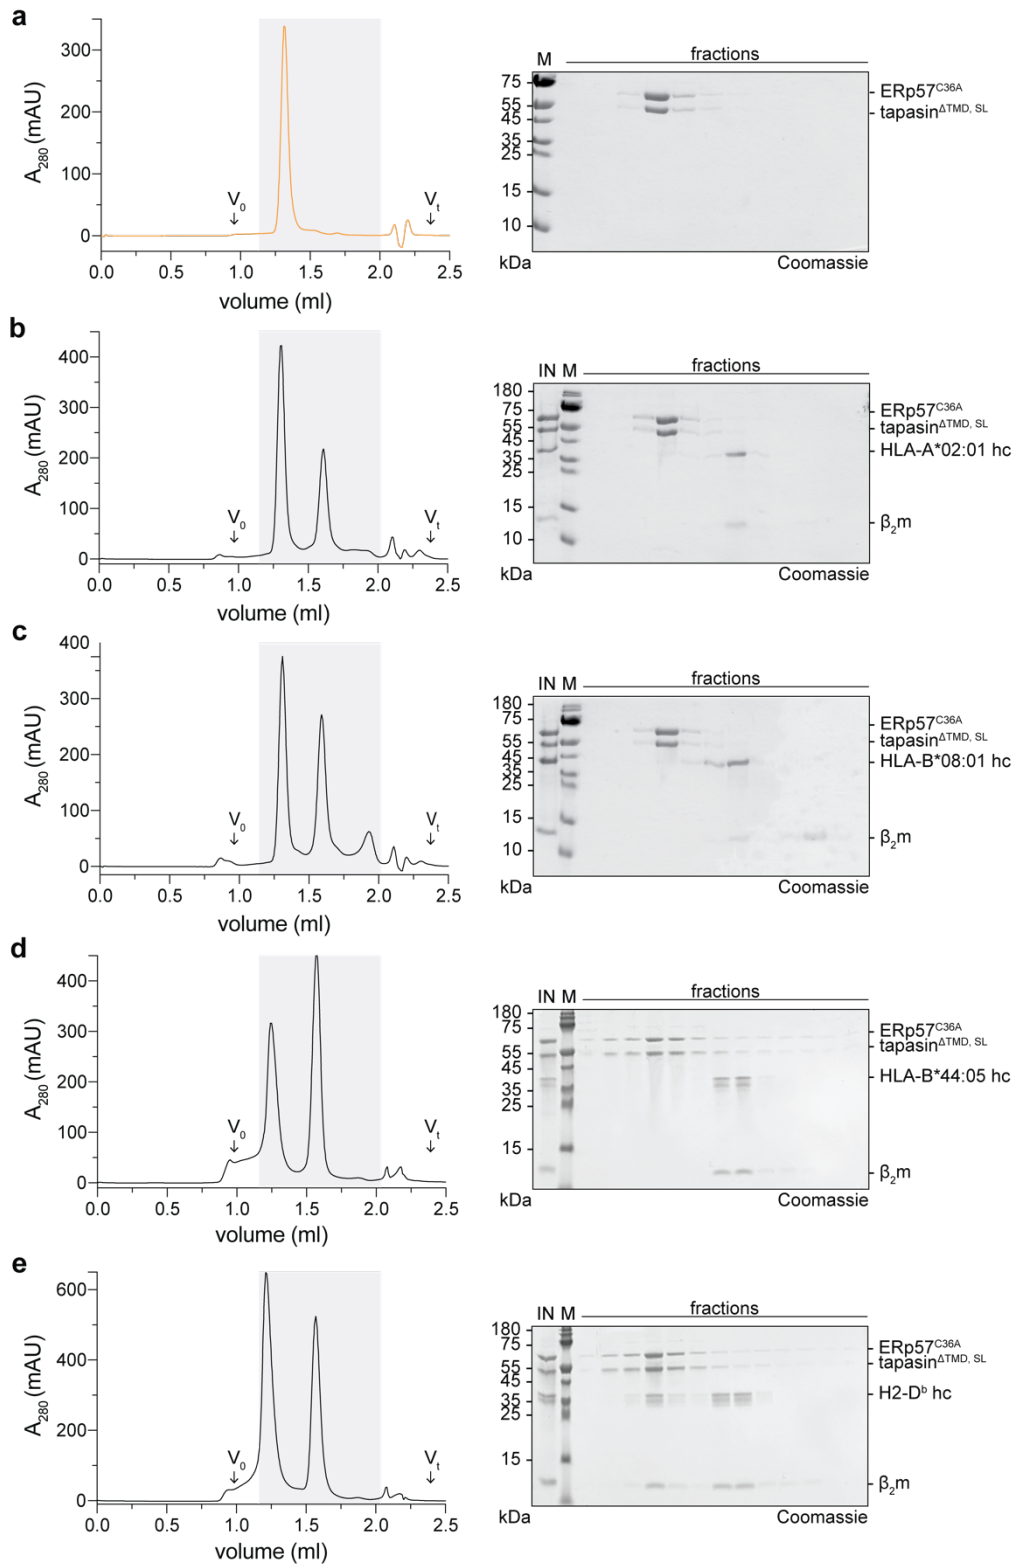 a
300
200
100
0
A280 (mAU)
V0
Vt
0.0 0.5 1.0 1.5 2.0 2.5
volume (ml)
M fractions
75
55
45
35
25
15
10
kDa
ERp57C36A
tapasinΔTMD, SL
Coomassie
b
400
300
200
100
0
A280 (mAU)
V0
Vt
0.0 0.5 1.0 1.5 2.0 2.5
volume (ml)
IN M fractions
180
75
55
45
35
25
15
10
kDa
ERp57C36A
tapasinΔTMD, SL
HLA-A*02:01 hc
β2m
Coomassie
c
400
300
200
100
0
A280 (mAU)
V0
Vt
0.0 0.5 1.0 1.5 2.0 2.5
volume (ml)
IN M fractions
180
75
55
45
35
25
15
10
kDa
ERp57C36A
tapasinΔTMD, SL
HLA-B*08:01 hc
β2m
Coomassie
d
400
300
200
100
0
A280 (mAU)
V0
Vt
0.0 0.5 1.0 1.5 2.0 2.5
volume (ml)
IN M fractions
180
75
55
45
35
25
15
kDa
ERp57C36A
tapasinΔTMD, SL
HLA-B*44:05 hc
β2m
Coomassie
e
600
400
200
0
A280 (mAU)
V0
Vt
0.0 0.5 1.0 1.5 2.0 2.5
volume (ml)
IN M fractions
180
75
55
45
35
25
15
kDa
ERp57C36A
tapasinΔTMD, SL
H2-Db hc
β2m
Coomassie